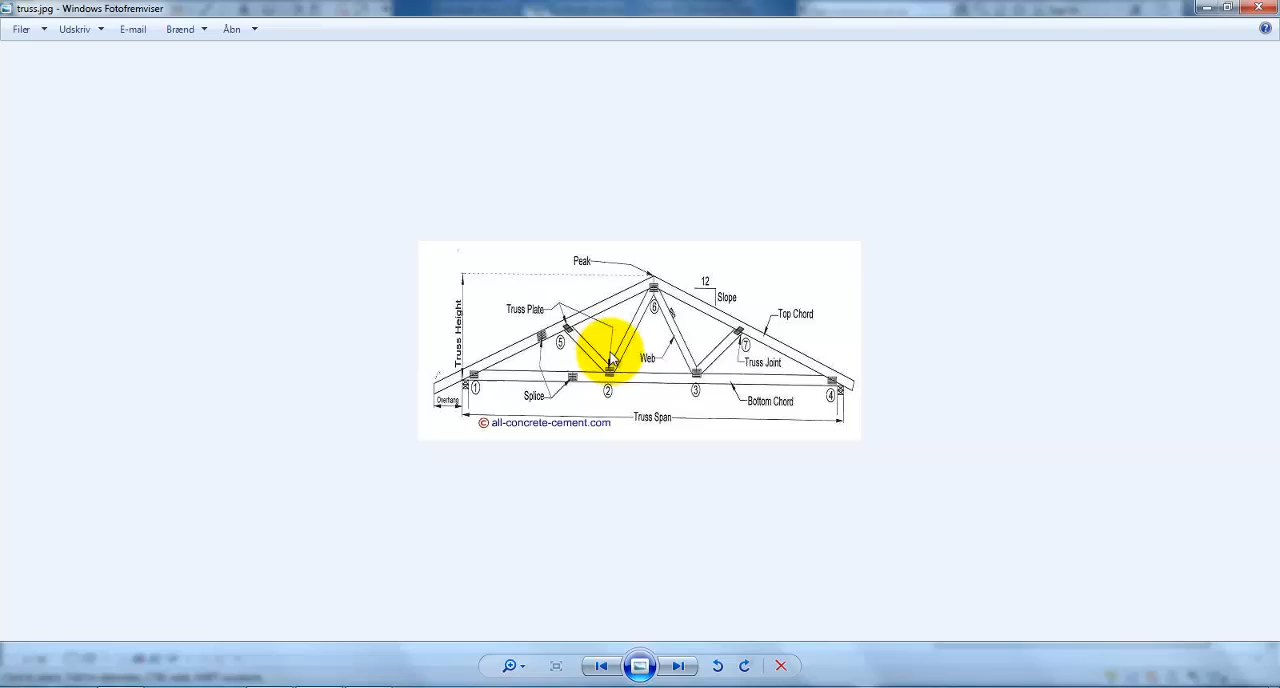 truss.jpg - Windows Fotofremviser
Filer Udskriv E-mail Brænd Åbn
Peak
12
Slope
Truss Plate
Top Chord
Truss Height
6
5
7
Web
Truss Joint
1
2
3
4
Splice
Overhang
Bottom Chord
Truss Span
© all-concrete-cement.com